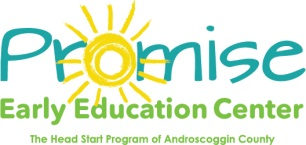 Promise
Early Education Center
The Head Start Program of Androscoggin County